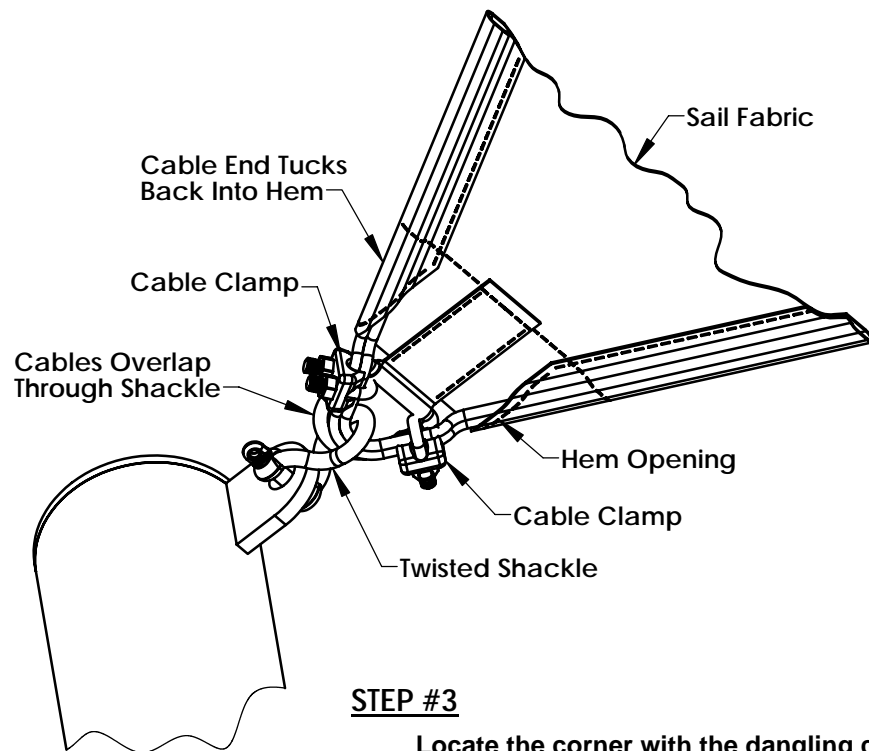 Sail Fabric
Cable End Tucks
Back Into Hem
Cable Clamp
Cables Overlap
Through Shackle
Hem Opening
Cable Clamp
Twisted Shackle
STEP #3
Locate the corner with the dangling